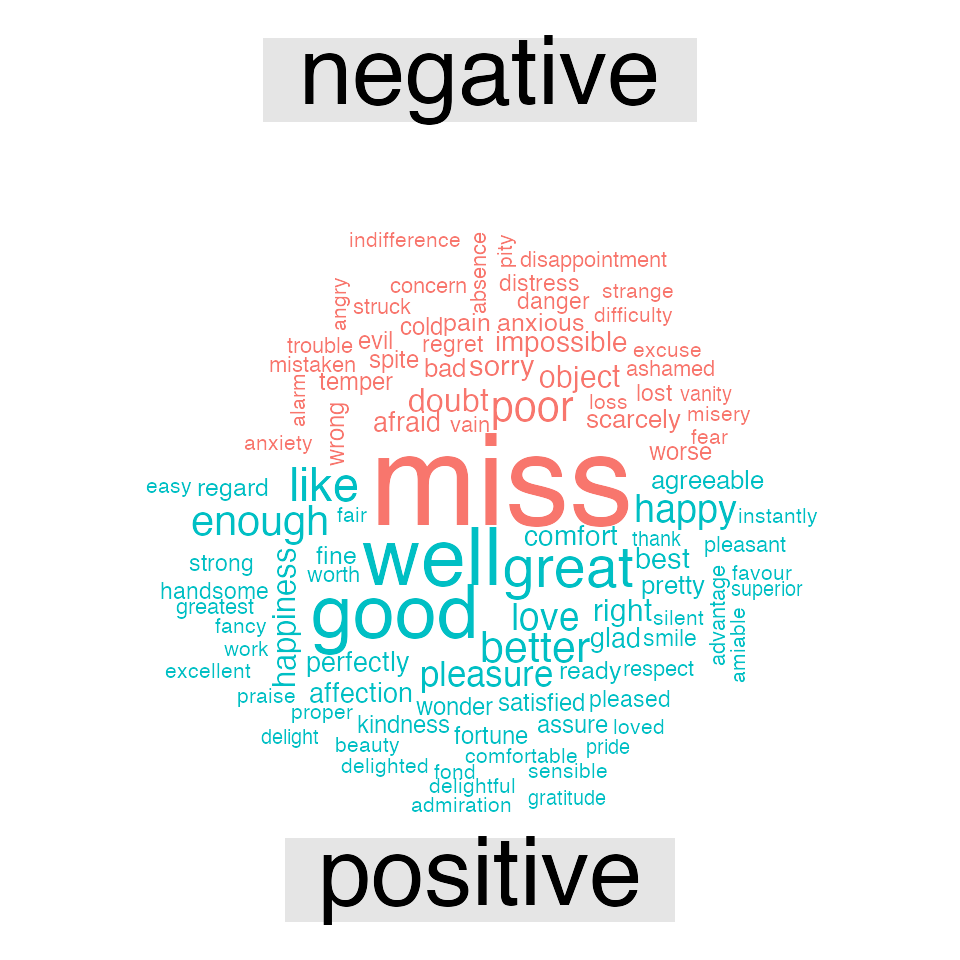 negative
indifference
absence
pity
disappointment
angry
concern
distress
struck
danger
strange
difficulty
cold
pain
anxious
trouble
evil
regret
impossible
excuse
mistaken
spite
bad
sorry
ashamed
temper
object
alarm
lost
vanity
doubt
poor
loss
misery
wrong
afraid
vain
scarcely
anxiety
fear
worse
miss
easy
regard
like
agreeable
enough
fair
happy
instantly
comfort
thank
pleasant
strong
fine
well
great
best
worth
favour
handsome
happiness
pretty
advantage
superior
greatest
good
love
right
silent
fancy
amiable
better
glad
smile
work
perfectly
excellent
pleasure
ready
respect
praise
affection
wonder
satisfied
pleased
proper
kindness
assure
loved
delight
fortune
beauty
pride
comfortable
delighted
fond
sensible
delightful
admiration
gratitude
positive